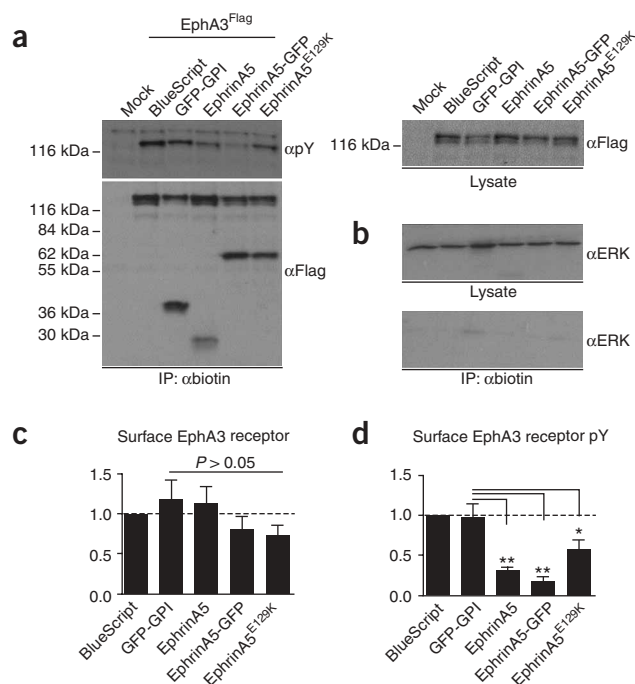 a
EphA3Flag
Mock
BlueScript
GFP-GPI
EphrinA5
EphrinA5-GFP
EphrinA5E129K
116 kDa
αpY
116 kDa
84 kDa
62 kDa
55 kDa
36 kDa
30 kDa
αFlag
IP: αbiotin
Mock
BlueScript
GFP-GPI
EphrinA5
EphrinA5-GFP
EphrinA5E129K
116 kDa
αFlag
Lysate
b
αERK
Lysate
αERK
IP: αbiotin
c
Surface EphA3 receptor
P > 0.05
1.5
1.0
0.5
0.0
BlueScript
GFP-GPI
EphrinA5
EphrinA5-GFP
EphrinA5E129K
d
Surface EphA3 receptor pY
1.5
1.0
0.5
0.0
**
**
*
BlueScript
GFP-GPI
EphrinA5
EphrinA5-GFP
EphrinA5E129K